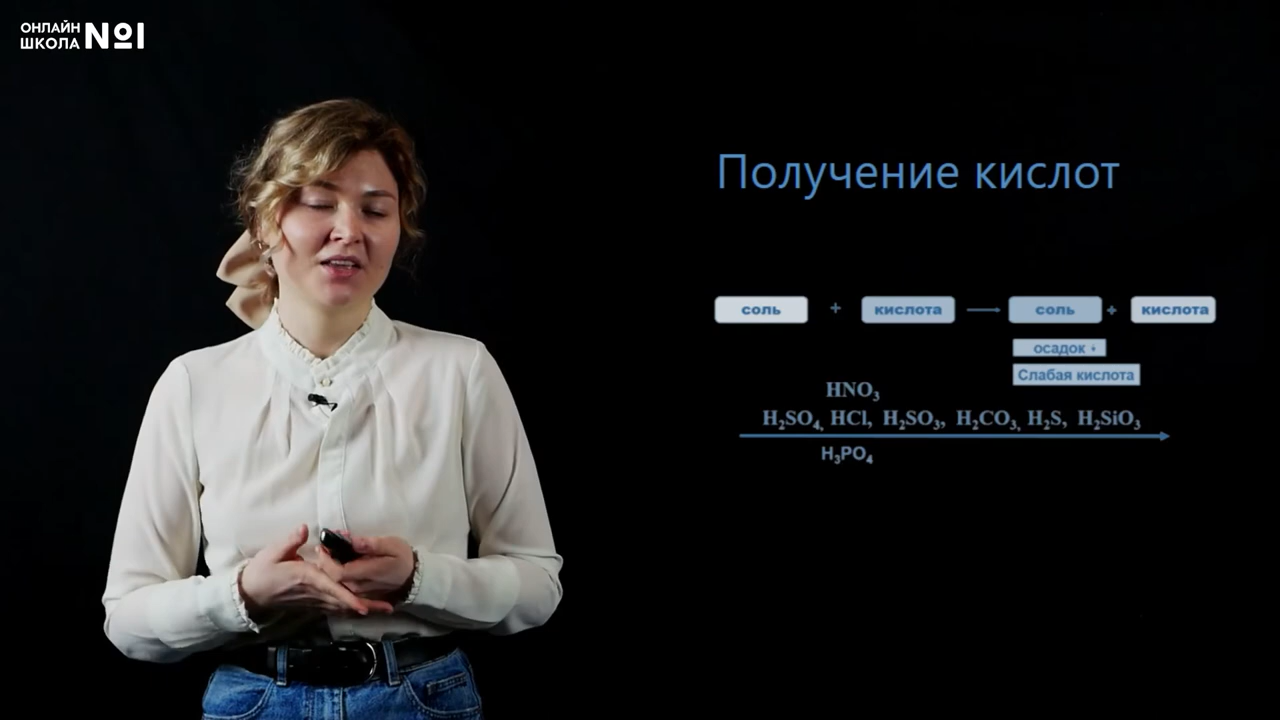 ОНЛАЙН
ШКОЛА №1
Получение кислот
соль + кислота → соль + кислота
осадок ↓
Слабая кислота
HNO₃
H₂SO₄, HCl, H₂SO₃, H₂CO₃, H₂S, H₂SiO₃
H₃PO₄